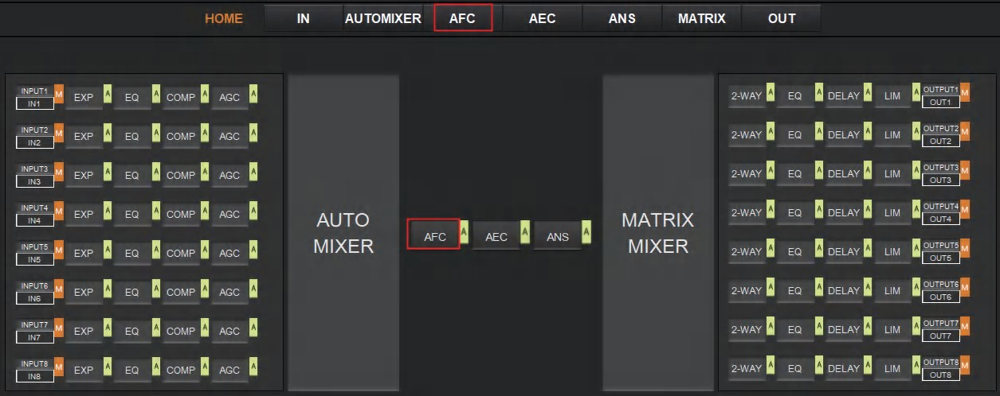 HOME IN AUTOMIXER AFC AEC ANS MATRIX OUT
INPUT1 M EXP A EQ A COMP A AGC A
IN1
INPUT2 M EXP A EQ A COMP A AGC A
IN2
INPUT3 M EXP A EQ A COMP A AGC A
IN3
INPUT4 M EXP A EQ A COMP A AGC A
IN4
INPUT5 M EXP A EQ A COMP A AGC A
IN5
INPUT6 M EXP A EQ A COMP A AGC A
IN6
INPUT7 M EXP A EQ A COMP A AGC A
IN7
INPUT8 M EXP A EQ A COMP A AGC A
IN8
AUTO
MIXER
AFC A AEC A ANS A
MATRIX
MIXER
2-WAY A EQ A DELAY A LIM A OUTPUT1 M
OUT1
2-WAY A EQ A DELAY A LIM A OUTPUT2 M
OUT2
2-WAY A EQ A DELAY A LIM A OUTPUT3 M
OUT3
2-WAY A EQ A DELAY A LIM A OUTPUT4 M
OUT4
2-WAY A EQ A DELAY A LIM A OUTPUT5 M
OUT5
2-WAY A EQ A DELAY A LIM A OUTPUT6 M
OUT6
2-WAY A EQ A DELAY A LIM A OUTPUT7 M
OUT7
2-WAY A EQ A DELAY A LIM A OUTPUT8 M
OUT8